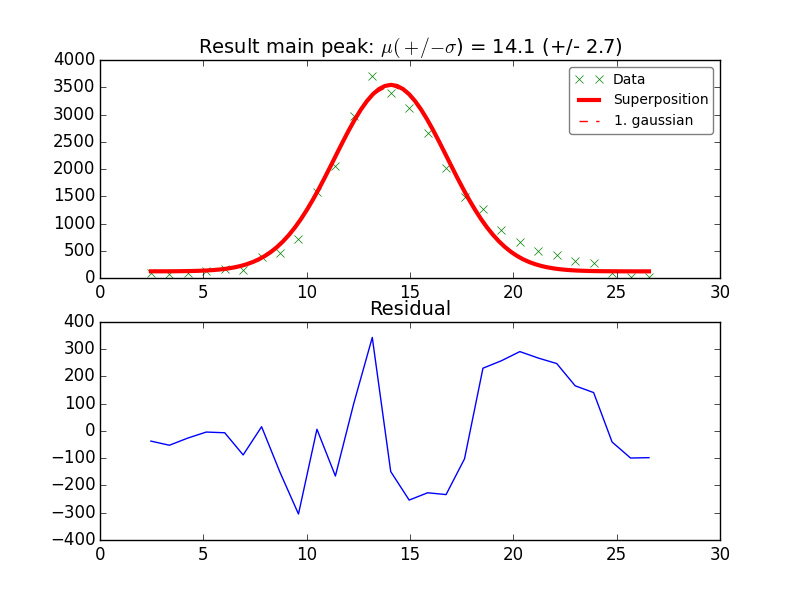 Result main peak: μ(+/−σ) = 14.1 (+/- 2.7)
4000
3500
3000
2500
2000
1500
1000
500
0
Data
Superposition
1. gaussian
0 5 10 15 20 25 30
Residual
400
300
200
100
0
−100
−200
−300
−400
0 5 10 15 20 25 30